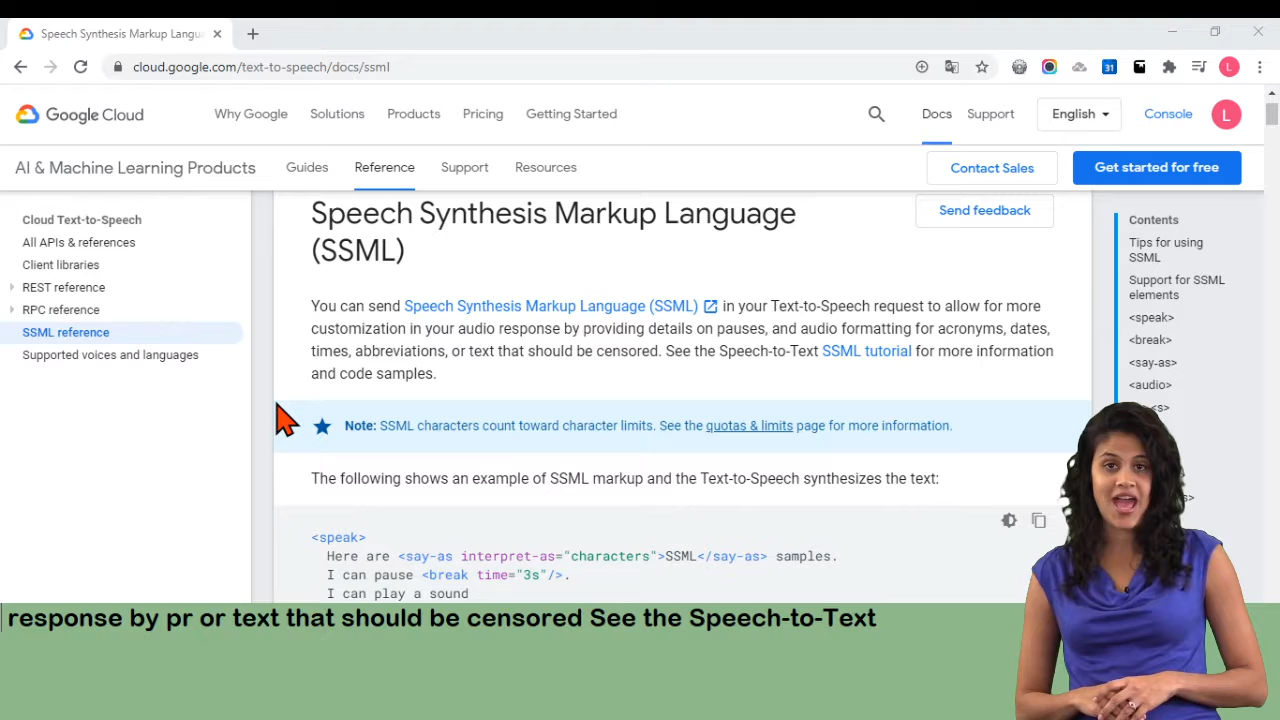 Speech Synthesis Markup Langu
cloud.google.com/text-to-speech/docs/ssml
31
L
Google Cloud
Why Google
Solutions
Products
Pricing
Getting Started
Docs
Support
English
Console
L
AI & Machine Learning Products
Guides
Reference
Support
Resources
Contact Sales
Get started for free
Cloud Text-to-Speech
All APIs & references
Client libraries
REST reference
RPC reference
SSML reference
Supported voices and languages
Speech Synthesis Markup Language
(SSML)
Send feedback
You can send Speech Synthesis Markup Language (SSML) in your Text-to-Speech request to allow for more
customization in your audio response by providing details on pauses, and audio formatting for acronyms, dates,
times, abbreviations, or text that should be censored. See the Speech-to-Text SSML tutorial for more information
and code samples.
Note: SSML characters count toward character limits. See the quotas & limits page for more information.
The following shows an example of SSML markup and the Text-to-Speech synthesizes the text:
<speak>
Here are <say-as interpret-as="characters">SSML</say-as> samples.
I can pause <break time="3s"/>.
I can play a sound
Contents
Tips for using
SSML
Support for SSML
elements
<speak>
<break>
<say-as>
<audio>
response by pr or text that should be censored See the Speech-to-Text